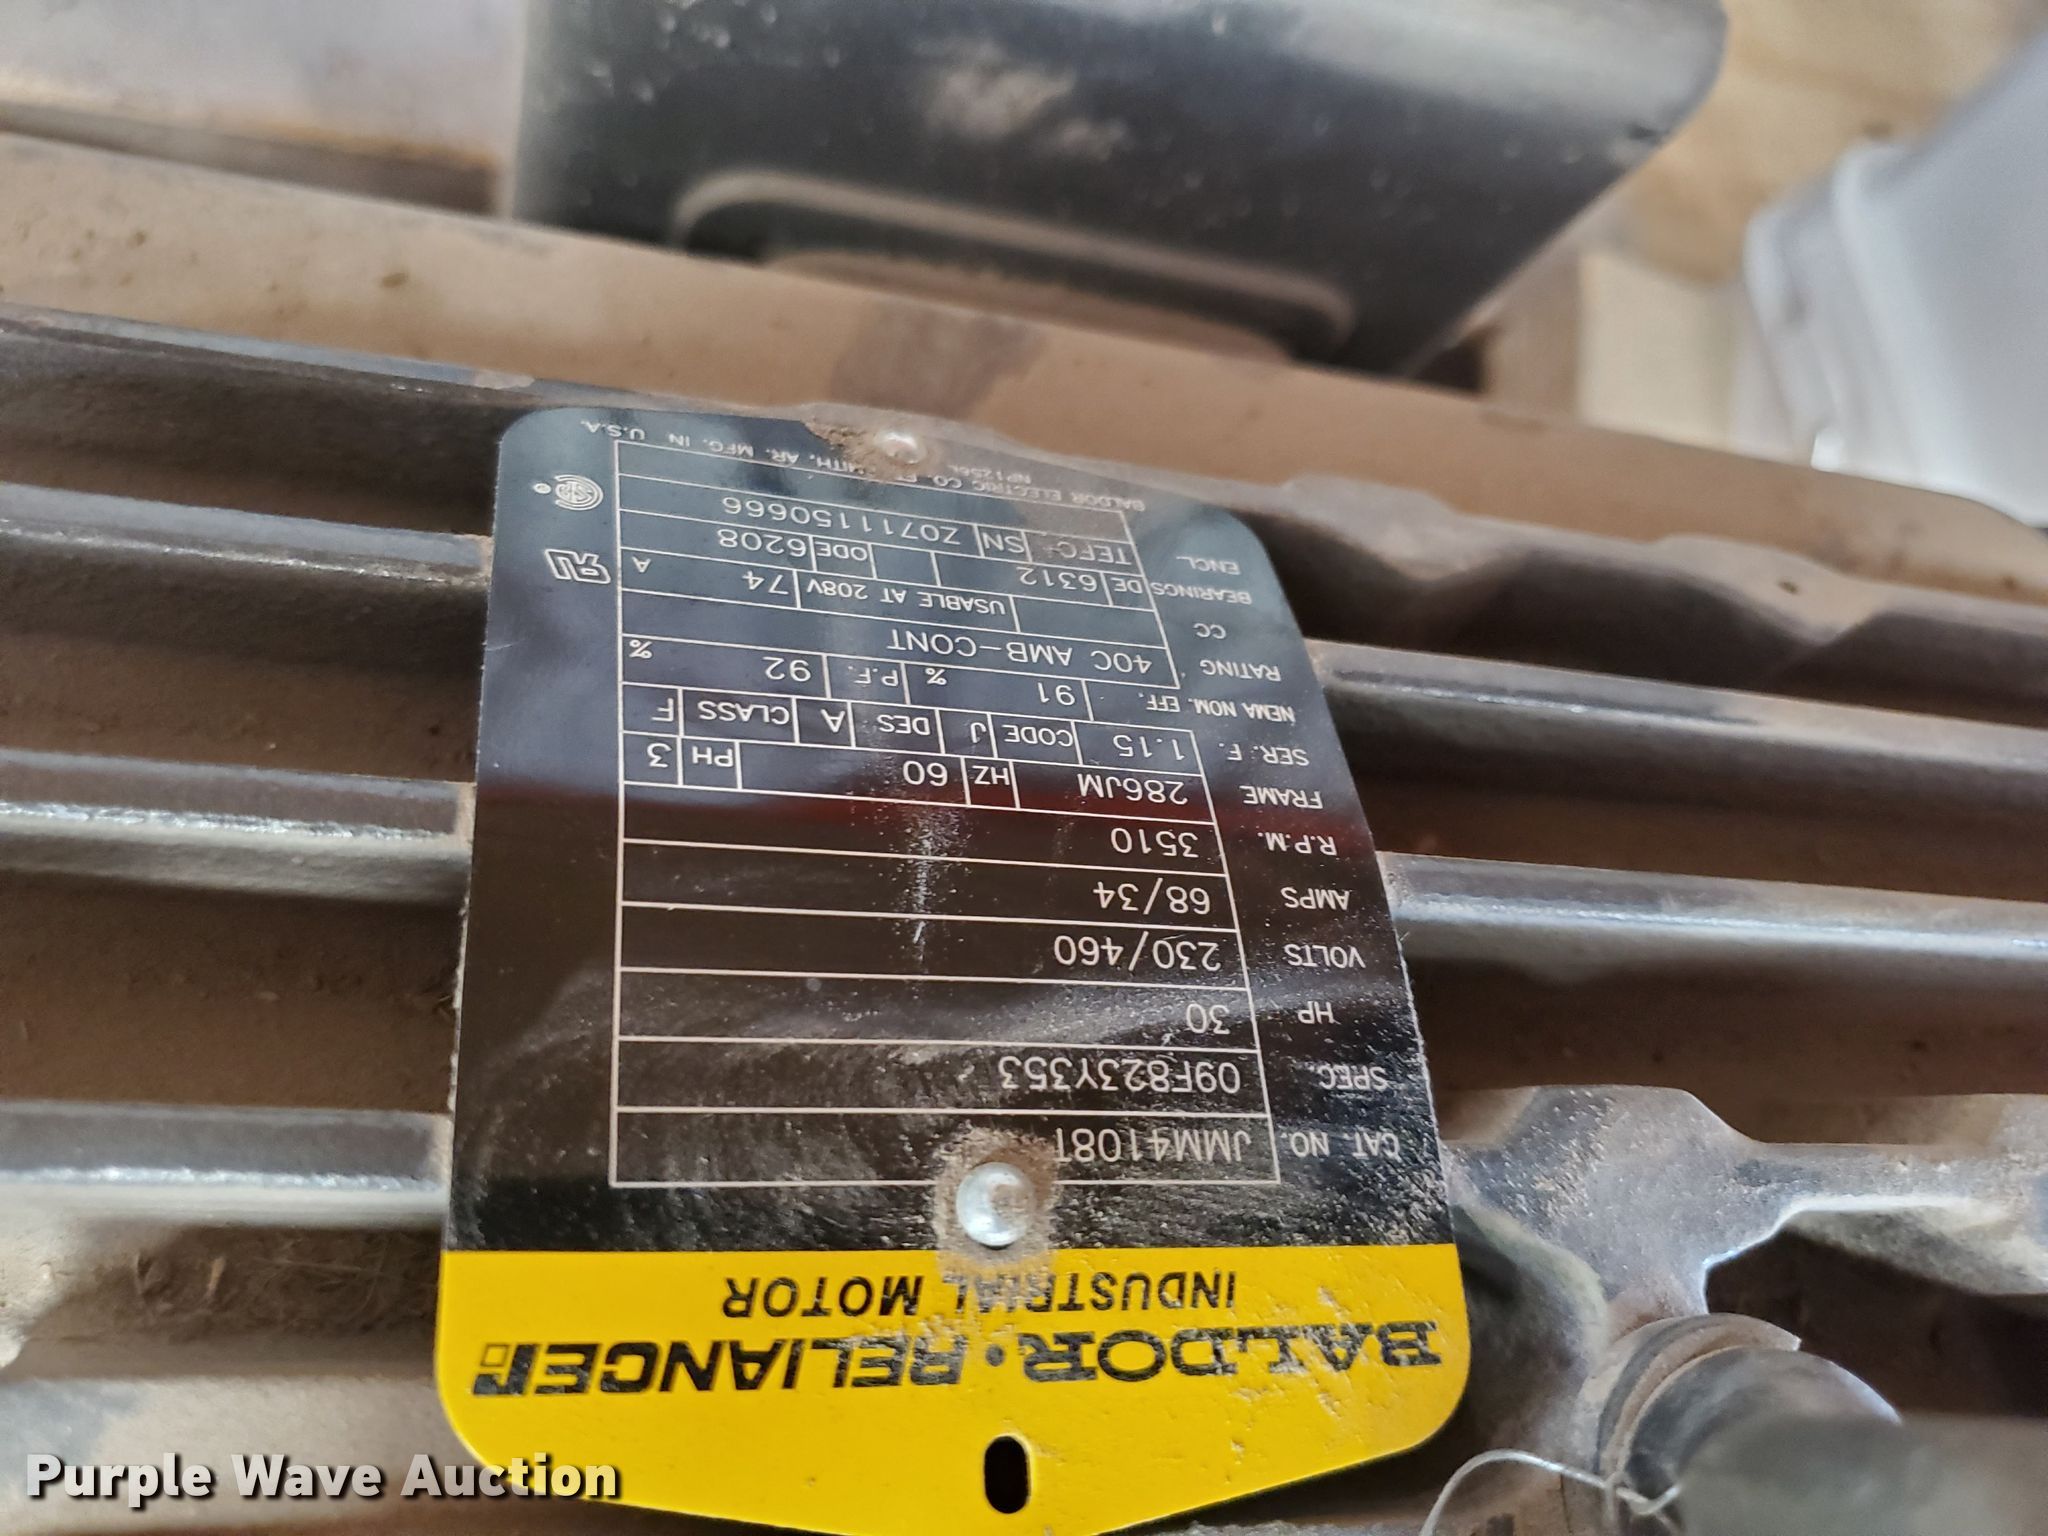 BALDOR · RELIANCE
INDUSTRIAL MOTOR
CAT. NO. JMM4108T
SPEC. 09F823Y353
HP 30
VOLTS 230/460
AMPS 68/34
R.P.M. 3510
FRAME 286JM HZ 60 PH 3
SER. F. 1.15 CODE J DES A CLASS F
NEMA NOM. EFF. 91 % P.F. 92 %
RATING 40C AMB-CONT
CC USABLE AT 208V 74 A
BEARINGS DE 6312 ODE 6208
ENCL. TEFC SN Z0711150666
BALDOR ELECTRIC CO. MITH, AR. MFG. IN U.S.A.
NP1256L
Purple Wave Auction